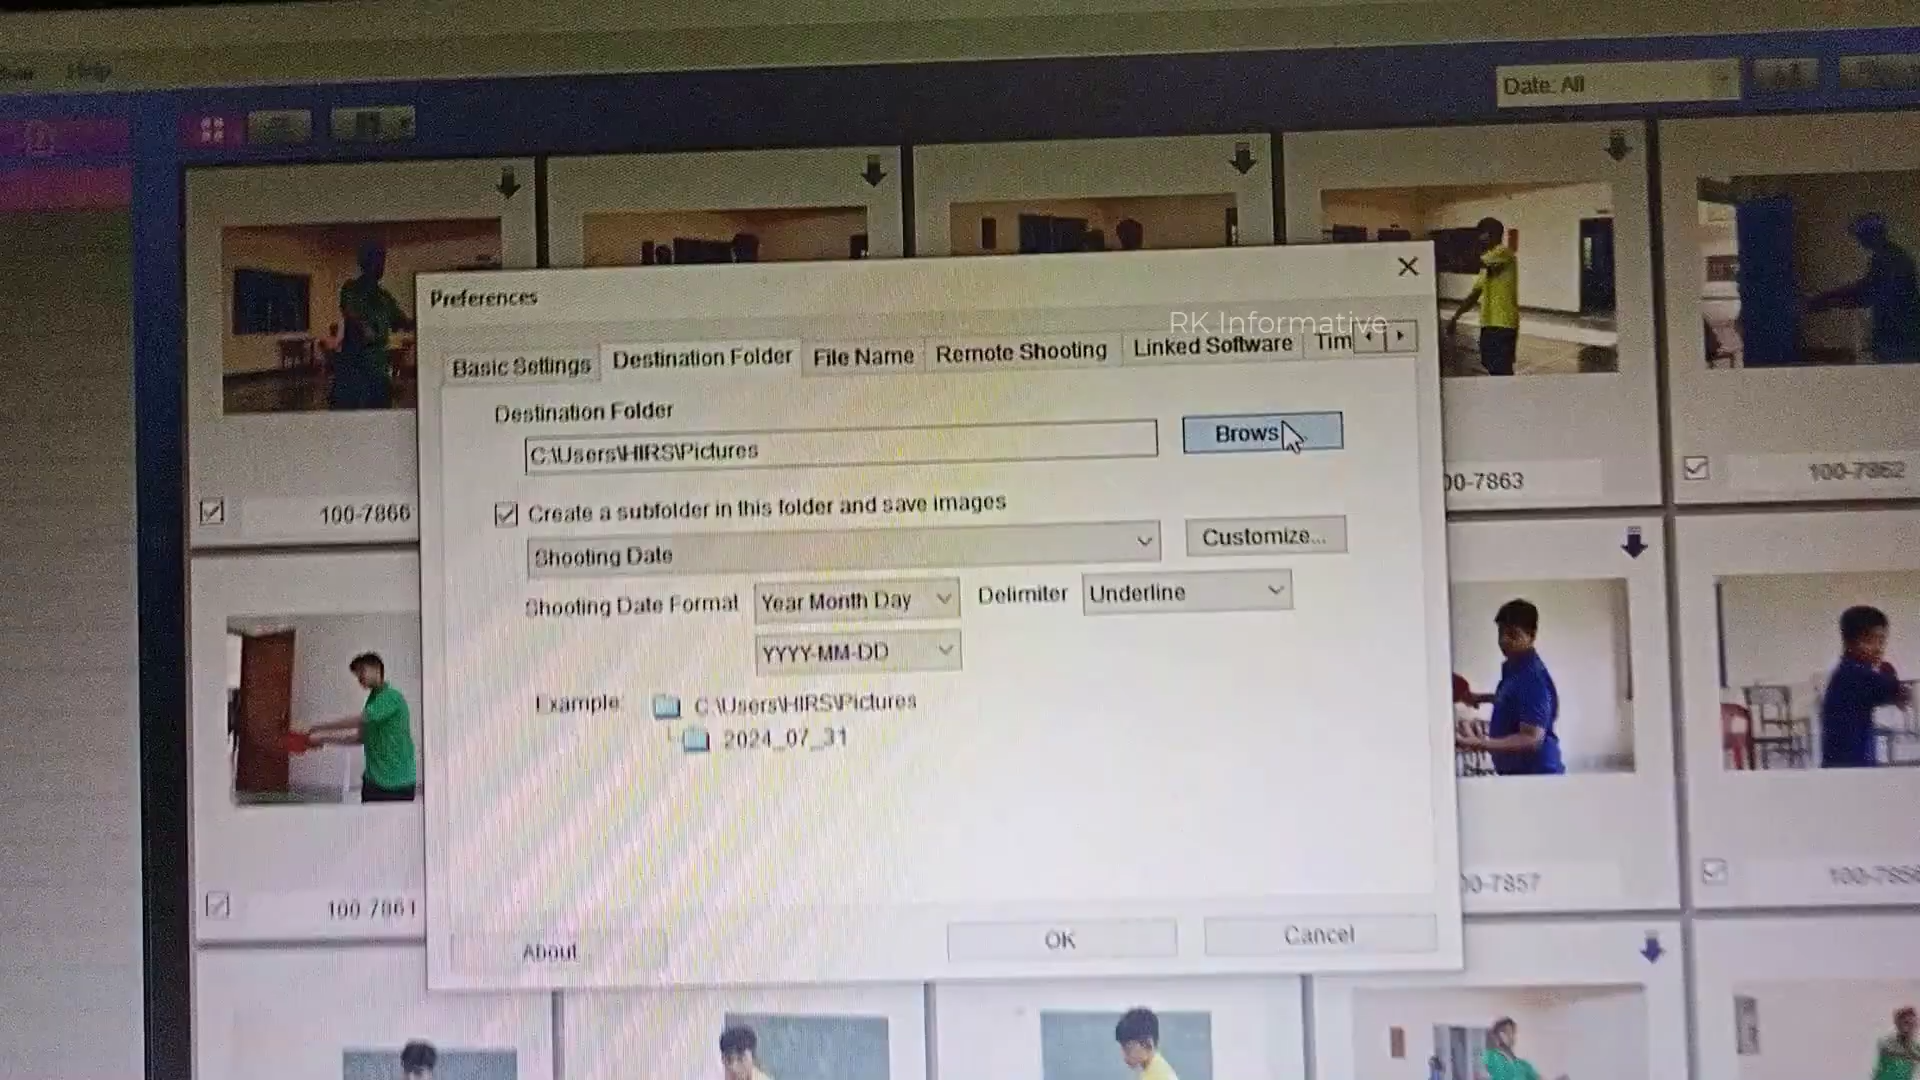 Help
Date: All
Preferences
RK Informative
Basic Settings
Destination Folder
File Name
Remote Shooting
Linked Software
Tim
Destination Folder
C:\Users\HIRS\Pictures
Brows
Create a subfolder in this folder and save images
Shooting Date
Customize...
Shooting Date Format
Year Month Day
Delimiter
Underline
YYYY-MM-DD
Example:
C:\Users\HIRS\Pictures
2024_07_31
About
OK
Cancel
100-7866
00-7863
100-7862
100-7861
00-7857